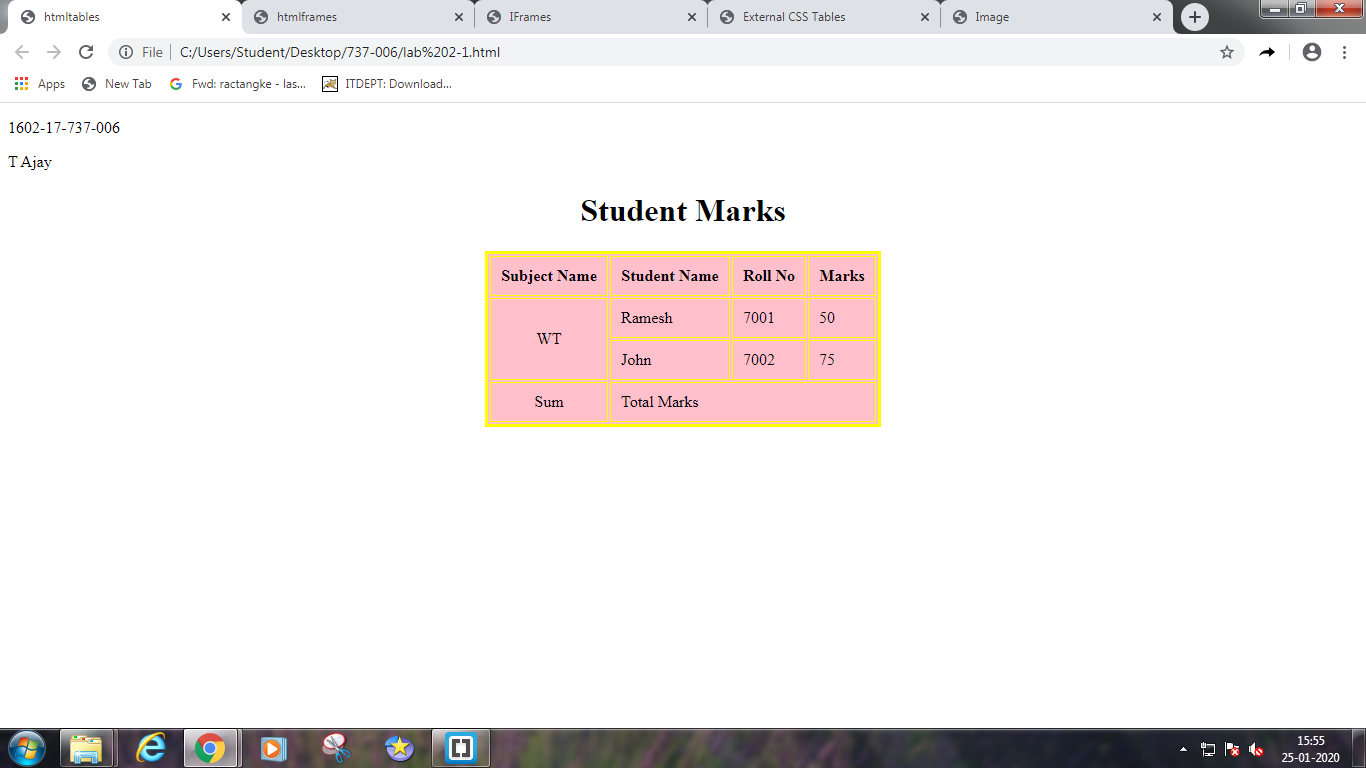 htmltables
htmlframes
IFrames
External CSS Tables
Image
File
C:/Users/Student/Desktop/737-006/lab%202-1.html
Apps
New Tab
Fwd: ractangke - las...
ITDEPT: Download...
1602-17-737-006
T Ajay
Student Marks
Subject Name Student Name Roll No Marks
WT
Ramesh 7001 50
John 7002 75
Sum Total Marks
15:55
25-01-2020